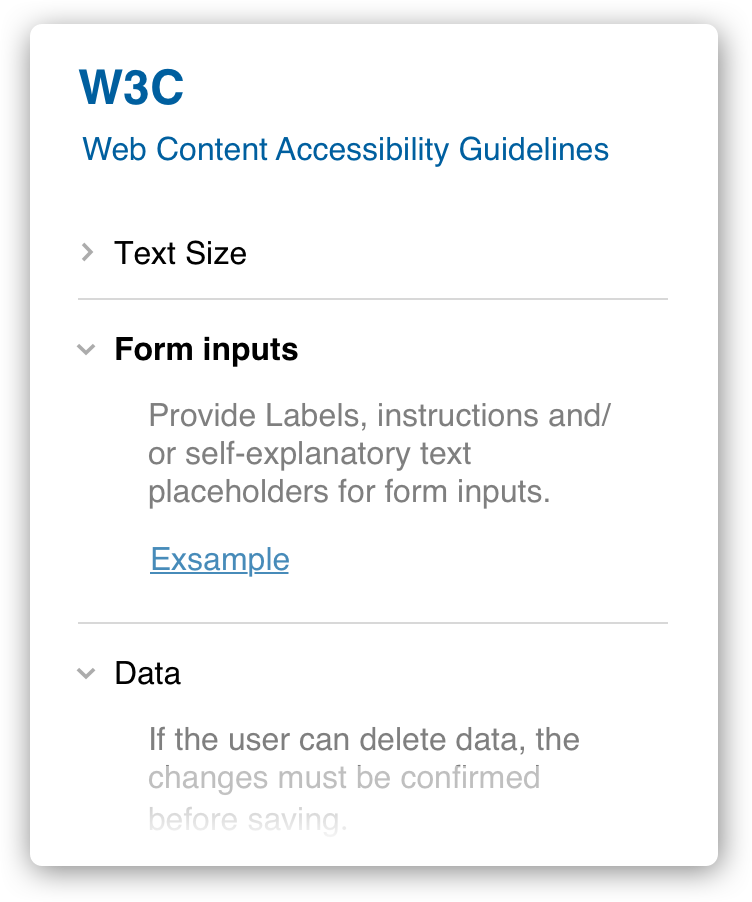 W3C
Web Content Accessibility Guidelines
Text Size
Form inputs
Provide Labels, instructions and/
or self-explanatory text
placeholders for form inputs.
Exsample
Data
If the user can delete data, the
changes must be confirmed
before saving.